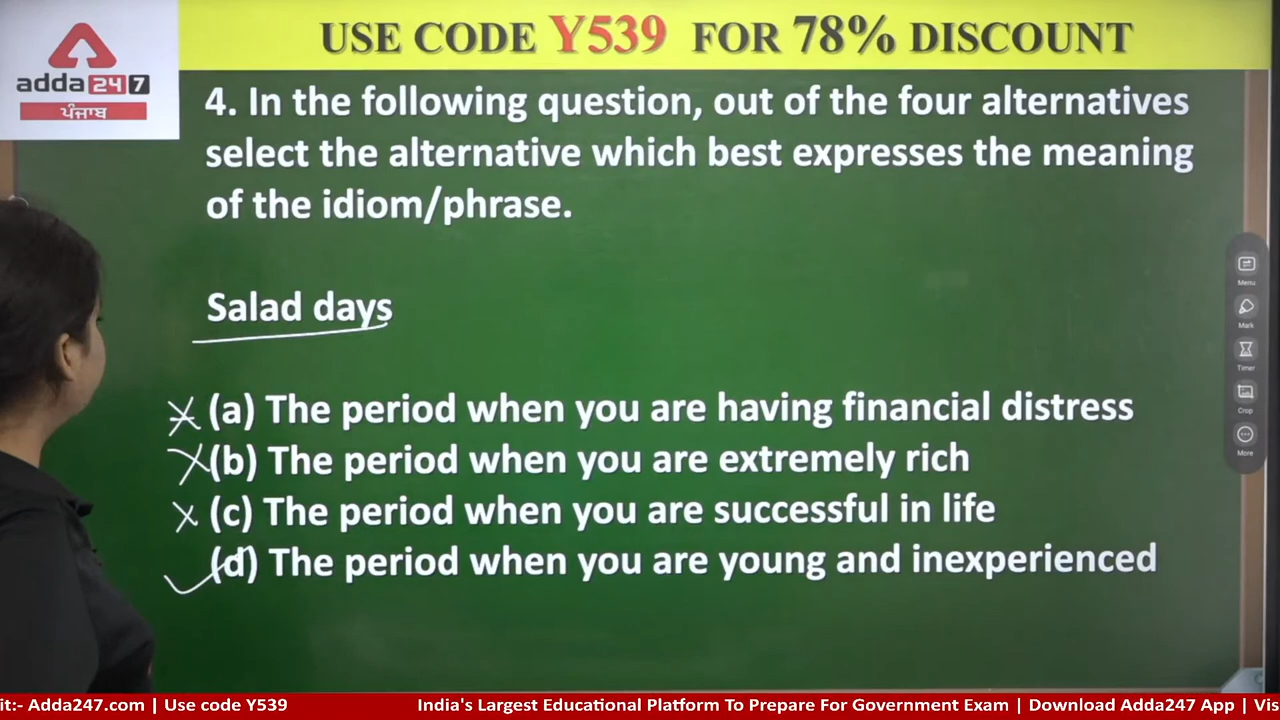 USE CODE Y539 FOR 78% DISCOUNT
adda 247
ਪੰਜਾਬ
4. In the following question, out of the four alternatives
select the alternative which best expresses the meaning
of the idiom/phrase.
Salad days
(a) The period when you are having financial distress
(b) The period when you are extremely rich
(c) The period when you are successful in life
(d) The period when you are young and inexperienced
Menu
Mark
Timer
Crop
More
it:- Adda247.com | Use code Y539 India's Largest Educational Platform To Prepare For Government Exam | Download Adda247 App | Vis